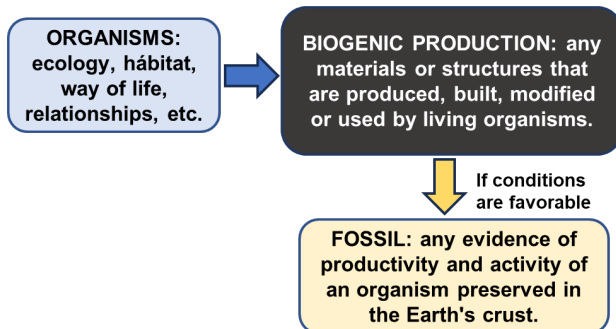 ORGANISMS:
ecology, hábitat,
way of life,
relationships, etc.
BIOGENIC PRODUCTION: any
materials or structures that
are produced, built, modified
or used by living organisms.
If conditions
are favorable
FOSSIL: any evidence of
productivity and activity of
an organism preserved in
the Earth's crust.